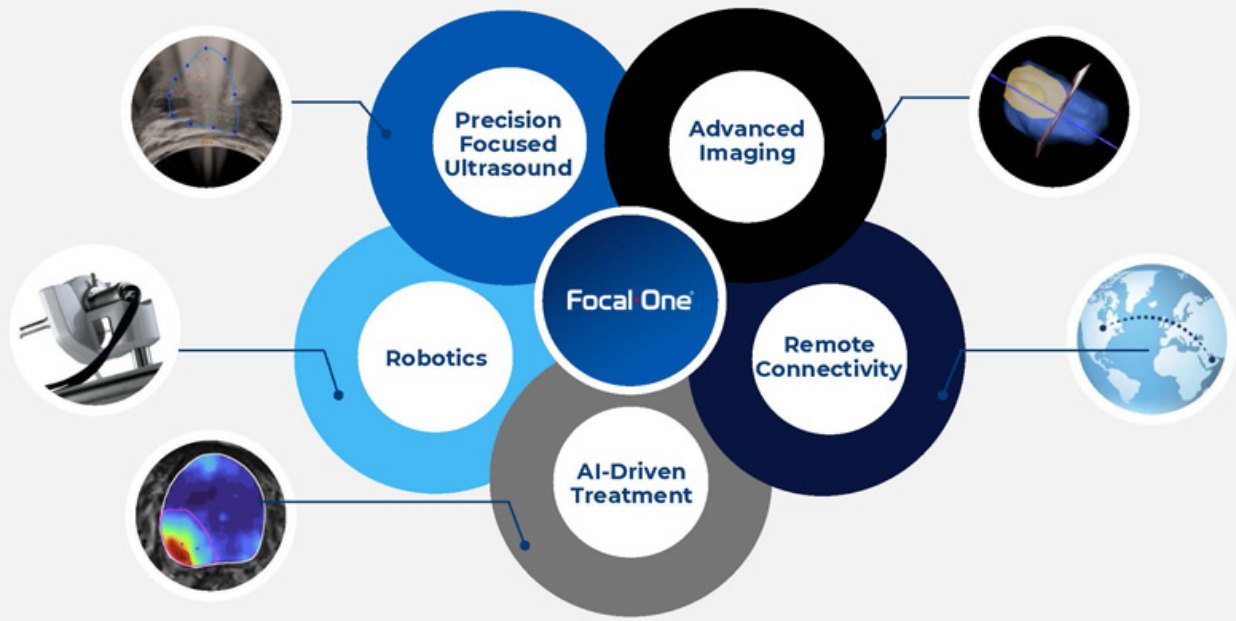 Precision
Focused
Ultrasound
Advanced
Imaging
Focal·One®
Robotics
Remote
Connectivity
AI-Driven
Treatment